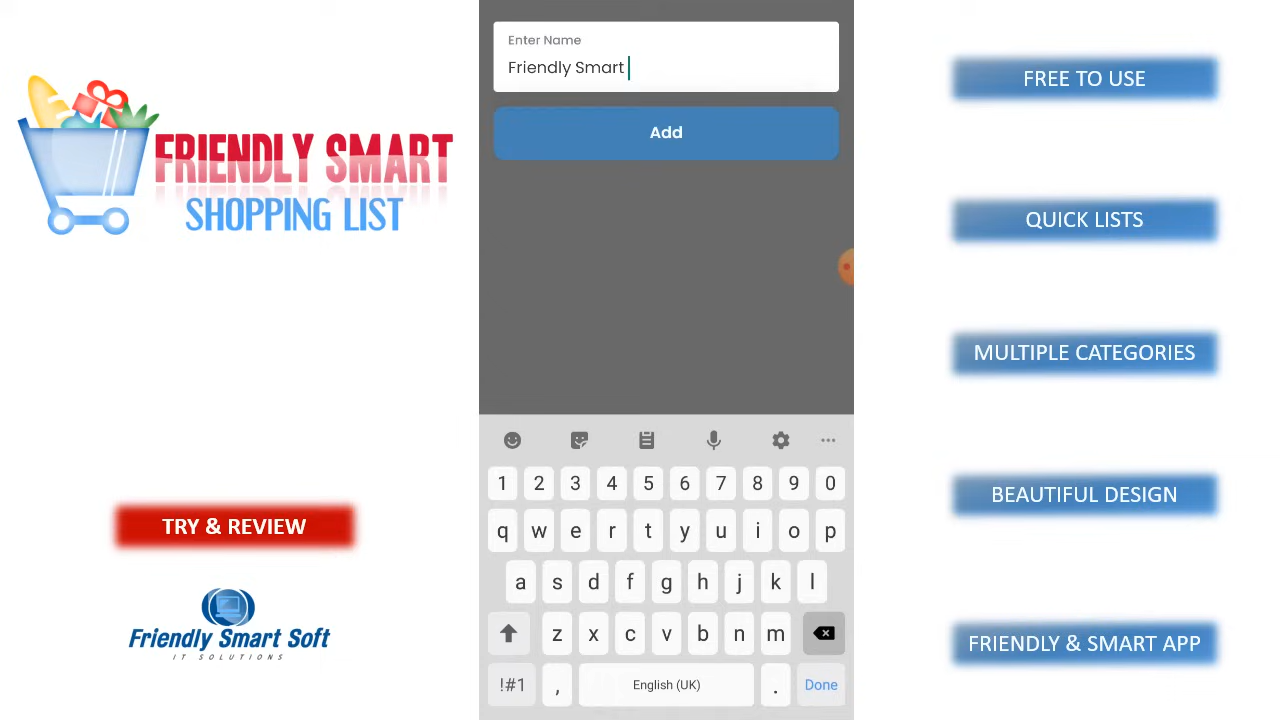 FRIENDLY SMART
SHOPPING LIST
TRY & REVIEW
Friendly Smart Soft
IT SOLUTIONS
Enter Name
Friendly Smart
Add
1 2 3 4 5 6 7 8 9 0
q w e r t y u i o p
a s d f g h j k l
z x c v b n m
!#1 , English (UK) . Done
FREE TO USE
QUICK LISTS
MULTIPLE CATEGORIES
BEAUTIFUL DESIGN
FRIENDLY & SMART APP